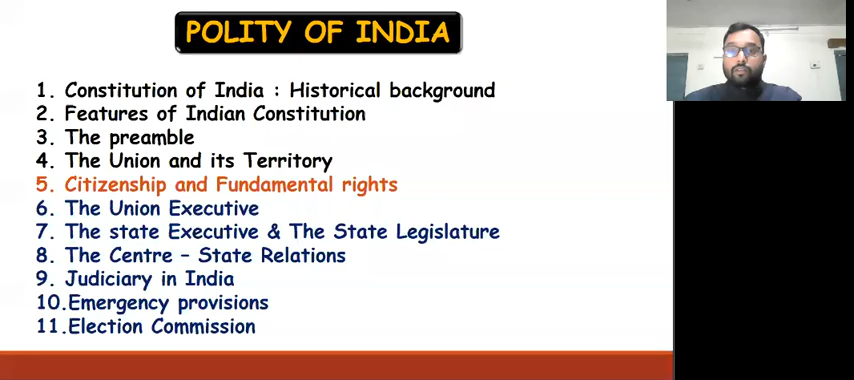 POLITY OF INDIA
1. Constitution of India : Historical background
2. Features of Indian Constitution
3. The preamble
4. The Union and its Territory
5. Citizenship and Fundamental rights
6. The Union Executive
7. The state Executive & The State Legislature
8. The Centre – State Relations
9. Judiciary in India
10.Emergency provisions
11.Election Commission